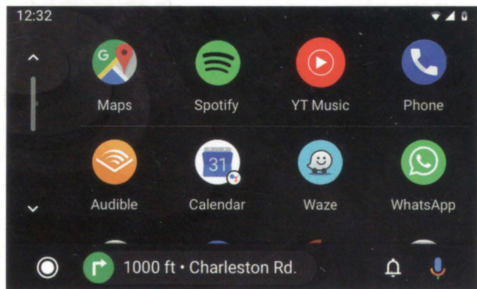 12:32
Maps Spotify YT Music Phone
31
Audible Calendar Waze WhatsApp
1000 ft • Charleston Rd.